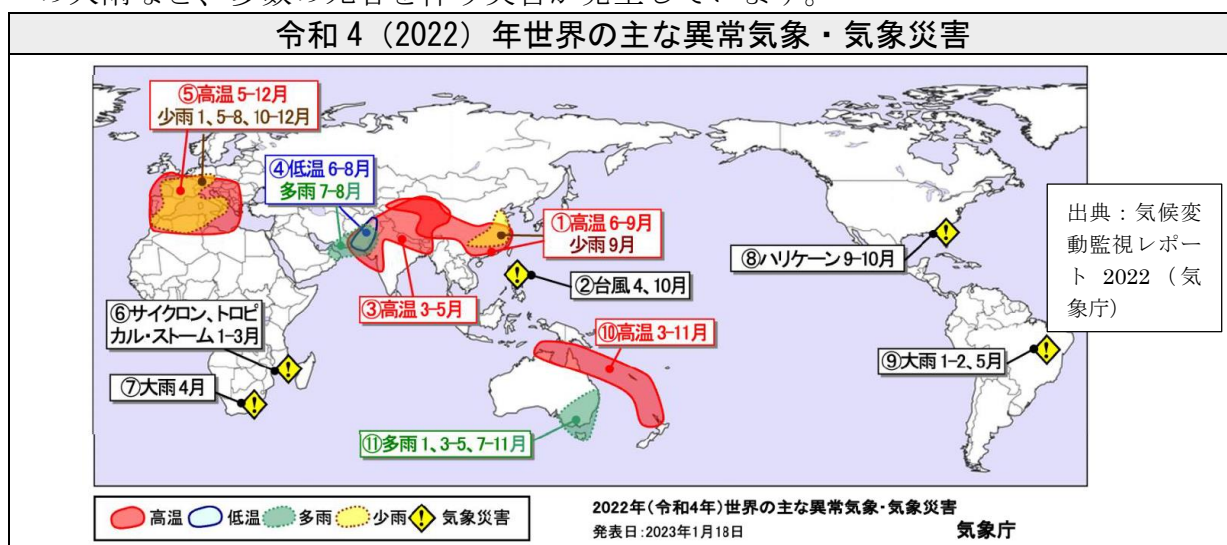 令和 4（2022）年世界の主な異常気象・気象災害
⑤高温 5-12月
少雨 1、5-8、10-12月
④低温 6-8月
多雨 7-8月
①高温 6-9月
少雨 9月
②台風 4、10月
③高温 3-5月
⑥サイクロン、トロピ
カル・ストーム 1-3月
⑦大雨 4月
⑧ハリケーン 9-10月
⑨大雨 1-2、5月
⑩高温 3-11月
⑪多雨 1、3-5、7-11月
出典：気候変
動監視レポー
ト 2022（気
象庁）
高温 低温 多雨 少雨 気象災害
2022年(令和4年)世界の主な異常気象・気象災害
発表日：2023年1月18日
気象庁